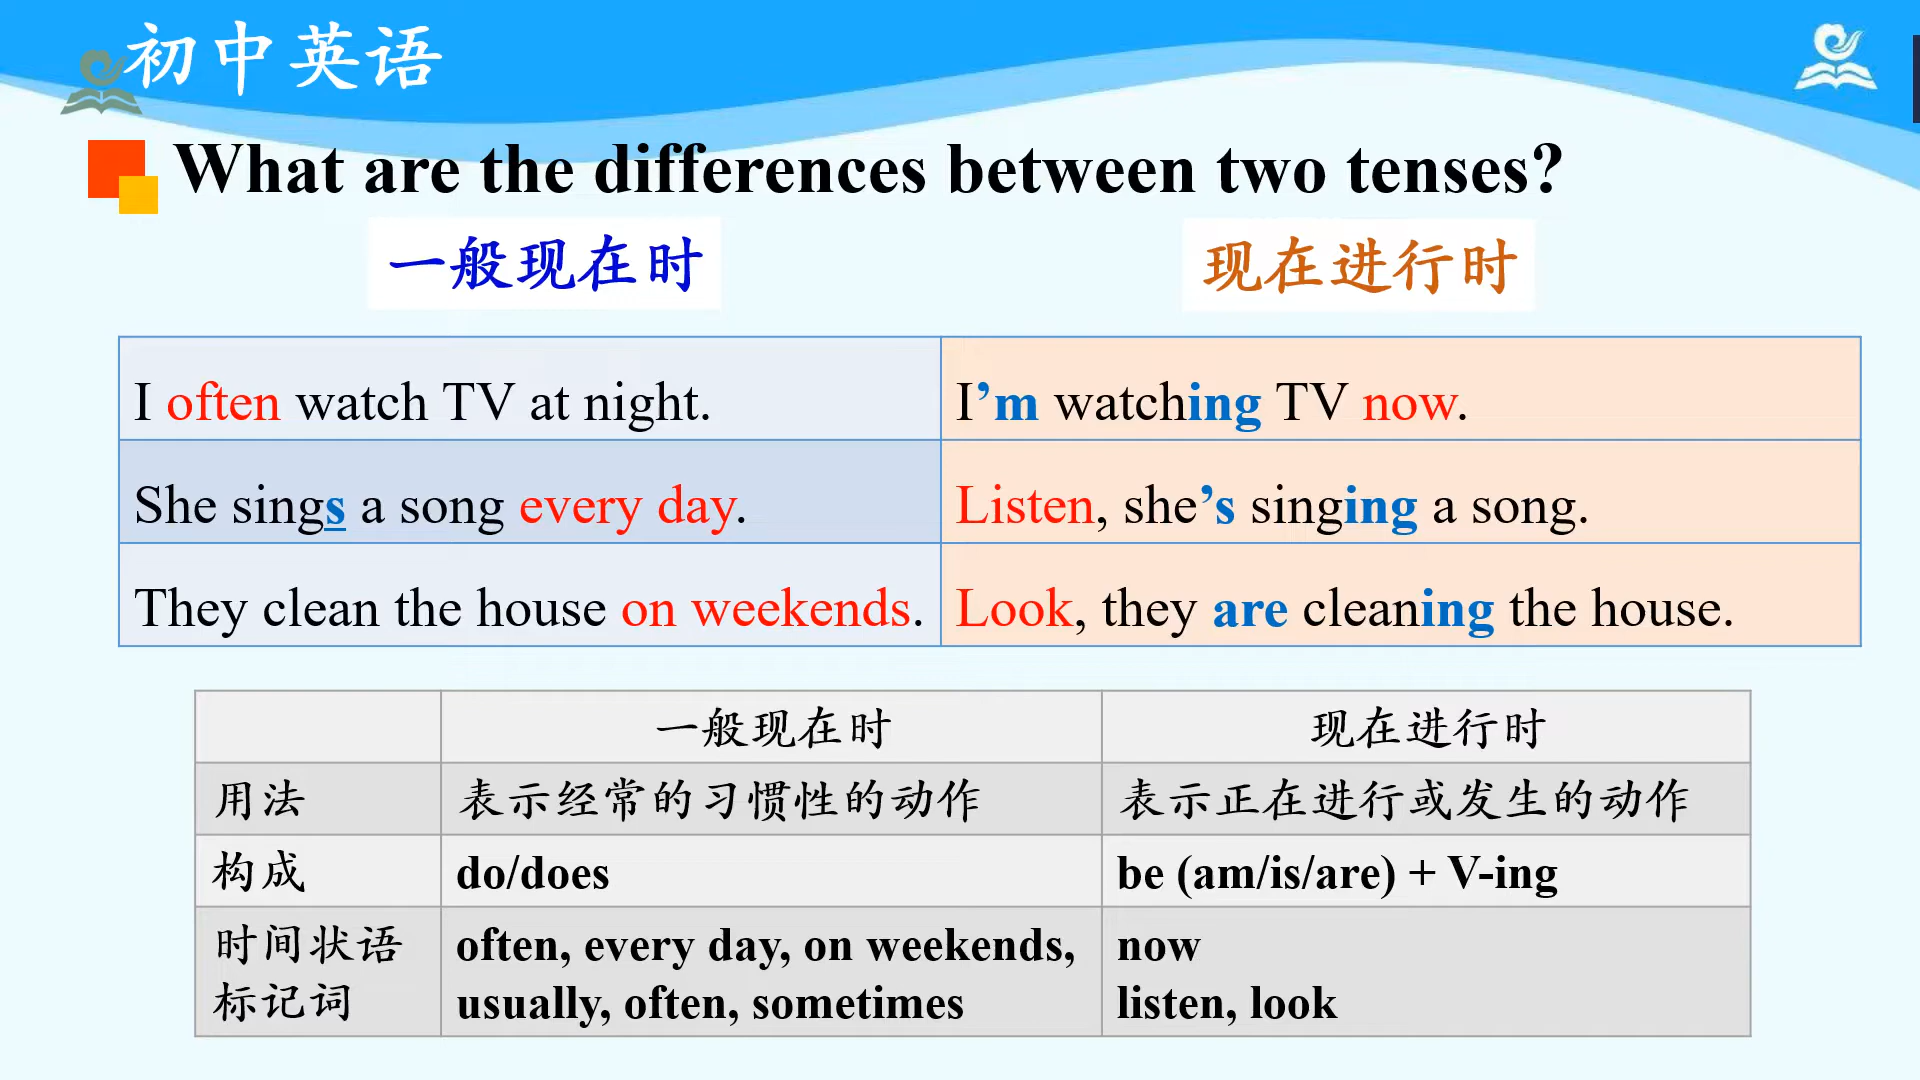 初中英语
What are the differences between two tenses?
一般现在时
现在进行时
I often watch TV at night.
I’m watching TV now.
She sings a song every day.
Listen, she’s singing a song.
They clean the house on weekends.
Look, they are cleaning the house.
一般现在时
现在进行时
用法
表示经常的习惯性的动作
表示正在进行或发生的动作
构成
do/does
be (am/is/are) + V-ing
时间状语
标记词
often, every day, on weekends,
usually, often, sometimes
now
listen, look